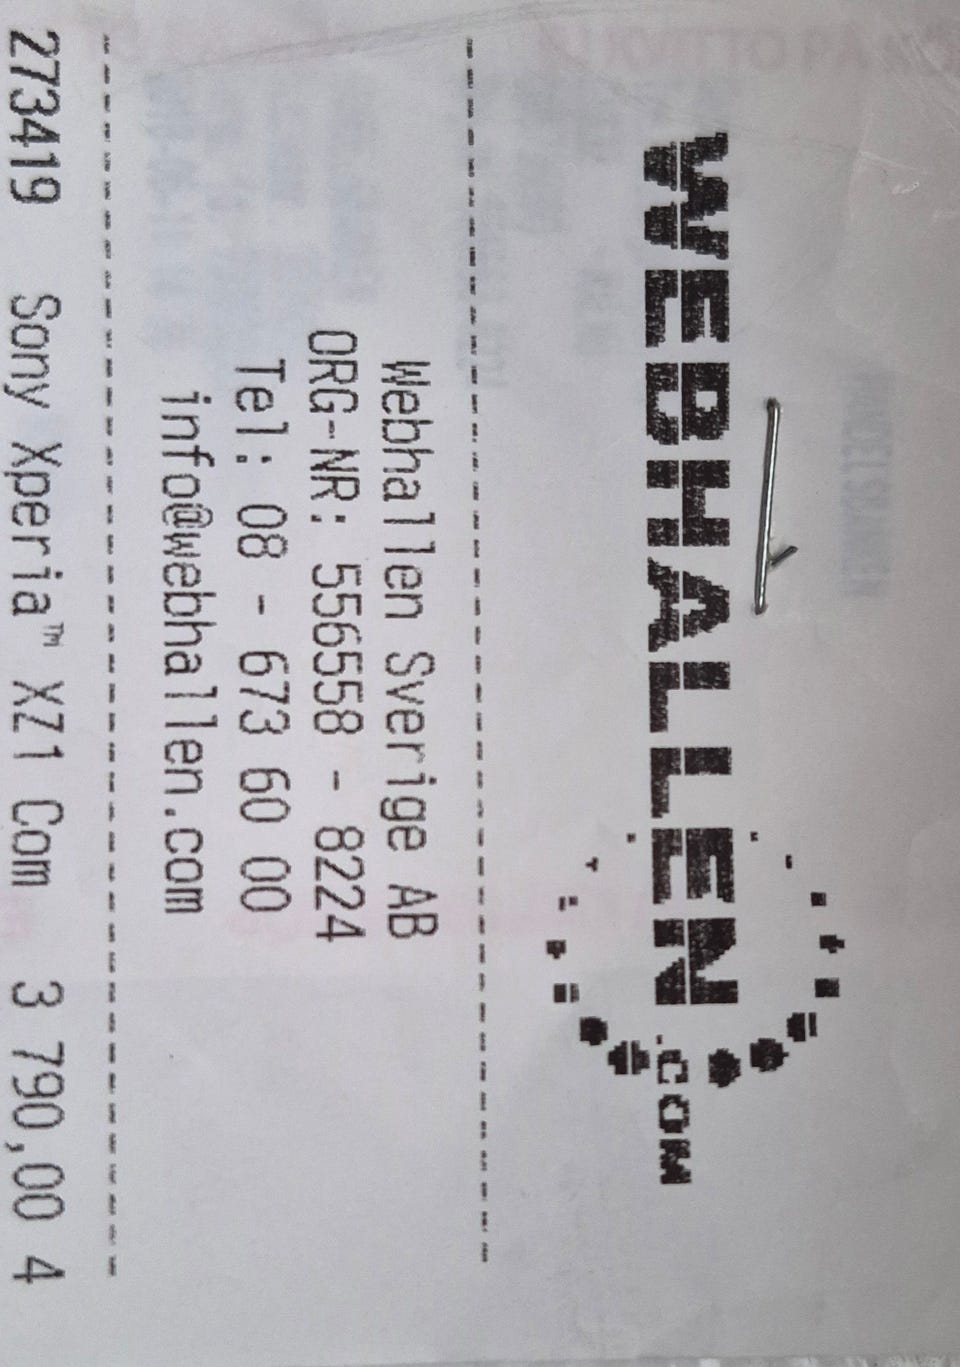 WEBHALLEN.COM
Webhallen Sverige AB
ORG-NR: 556558 - 8224
Tel: 08 - 673 60 00
info@webhallen.com
273419 Sony Xperia™ XZ1 Com 3 790,00 4